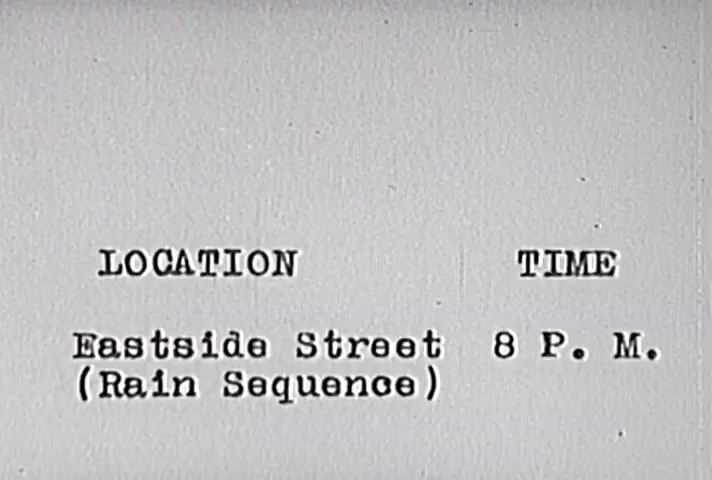 LOCATION TIME
Eastside Street 8 P. M.
(Rain Sequence)